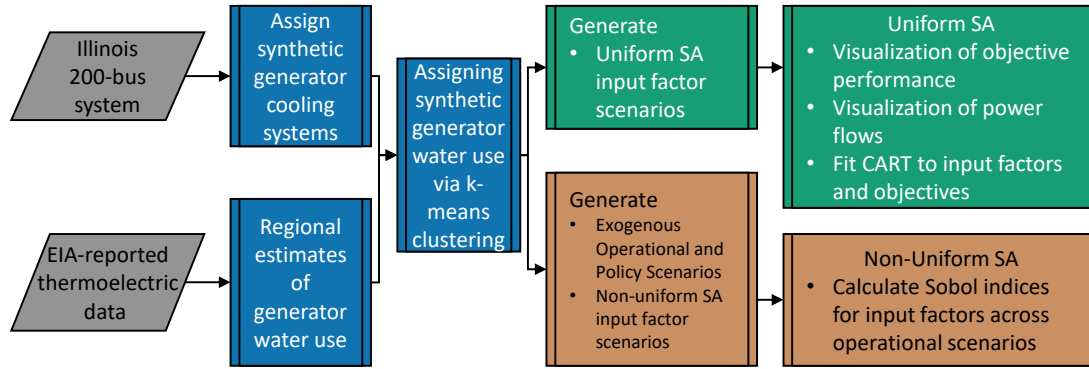 Illinois
200-bus
system
EIA-reported
thermoelectric
data
Assign
synthetic
generator
cooling
systems
Regional
estimates
of
generator
water use
Assigning
synthetic
generator
water use
via k-
means
clustering
Generate
• Uniform SA
input factor
scenarios
Generate
• Exogenous
Operational and
Policy Scenarios
• Non-uniform SA
input factor
scenarios
Uniform SA
• Visualization of objective
performance
• Visualization of power
flows
• Fit CART to input factors
and objectives
Non-Uniform SA
• Calculate Sobol indices
for input factors across
operational scenarios